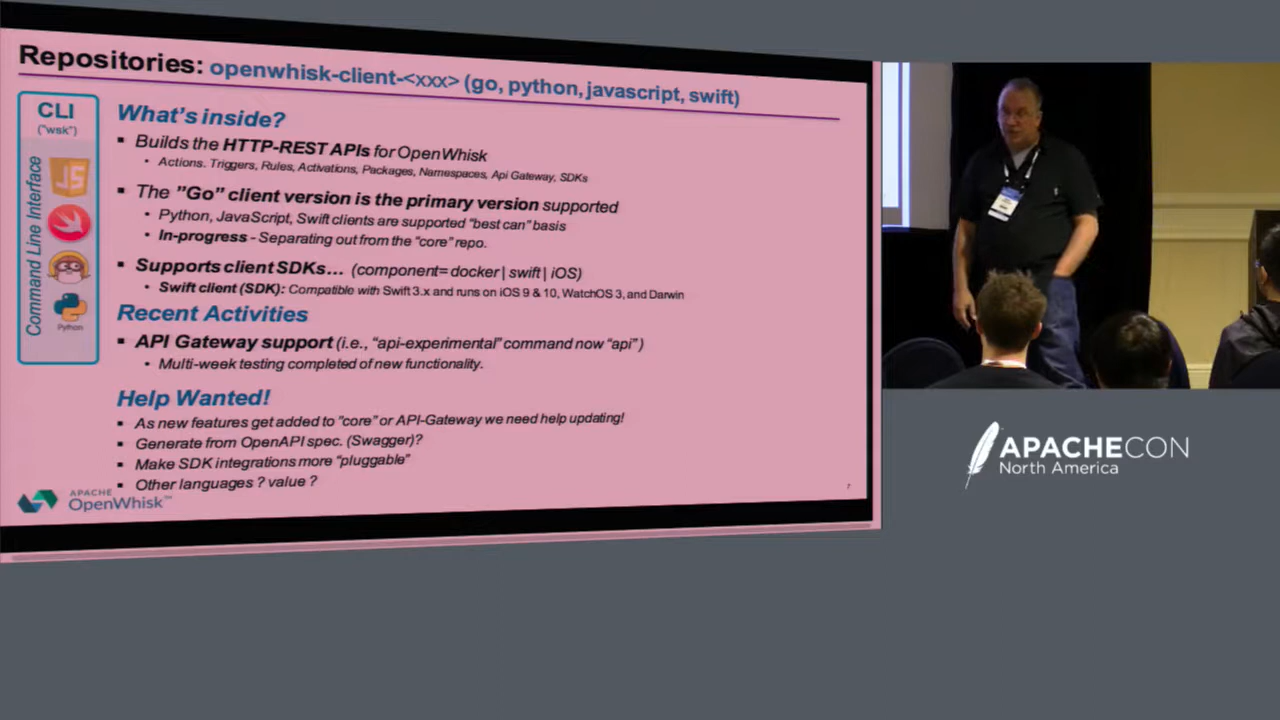 Repositories: openwhisk-client-<xxx> (go, python, javascript, swift)
CLI
("wsk")
Command Line Interface
JS
Python
What's inside?
▪ Builds the HTTP-REST APIs for OpenWhisk
• Actions. Triggers, Rules, Activations, Packages, Namespaces, Api Gateway, SDKs
▪ The "Go" client version is the primary version supported
• Python, JavaScript, Swift clients are supported "best can" basis
• In-progress - Separating out from the "core" repo.
▪ Supports client SDKs... (component= docker | swift | iOS)
• Swift client (SDK): Compatible with Swift 3.x and runs on iOS 9 & 10, WatchOS 3, and Darwin
Recent Activities
▪ API Gateway support (i.e., "api-experimental" command now "api")
• Multi-week testing completed of new functionality.
Help Wanted!
▪ As new features get added to "core" or API-Gateway we need help updating!
▪ Generate from OpenAPI spec. (Swagger)?
▪ Make SDK integrations more "pluggable"
▪ Other languages ? value ?
APACHE
OpenWhisk™
7
APACHECON
North America